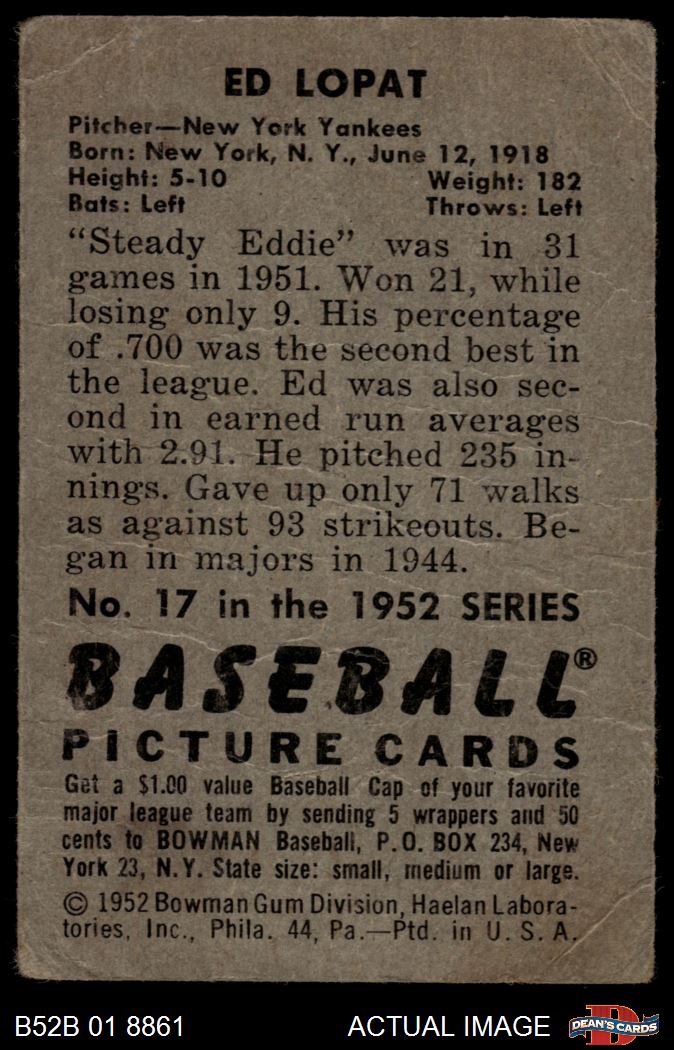 ED LOPAT
Pitcher—New York Yankees
Born: New York, N. Y., June 12, 1918
Height: 5-10 Weight: 182
Bats: Left Throws: Left
"Steady Eddie" was in 31
games in 1951. Won 21, while
losing only 9. His percentage
of .700 was the second best in
the league. Ed was also sec-
ond in earned run averages
with 2.91. He pitched 235 in-
nings. Gave up only 71 walks
as against 93 strikeouts. Be-
gan in majors in 1944.
No. 17 in the 1952 SERIES
BASEBALL®
PICTURE CARDS
Get a $1.00 value Baseball Cap of your favorite
major league team by sending 5 wrappers and 50
cents to BOWMAN Baseball, P.O. BOX 234, New
York 23, N.Y. State size: small, medium or large.
© 1952 Bowman Gum Division, Haelan Labora-
tories, Inc., Phila. 44, Pa.—Ptd. in U. S. A.
B52B 01 8861 ACTUAL IMAGE DEAN'S CARDS